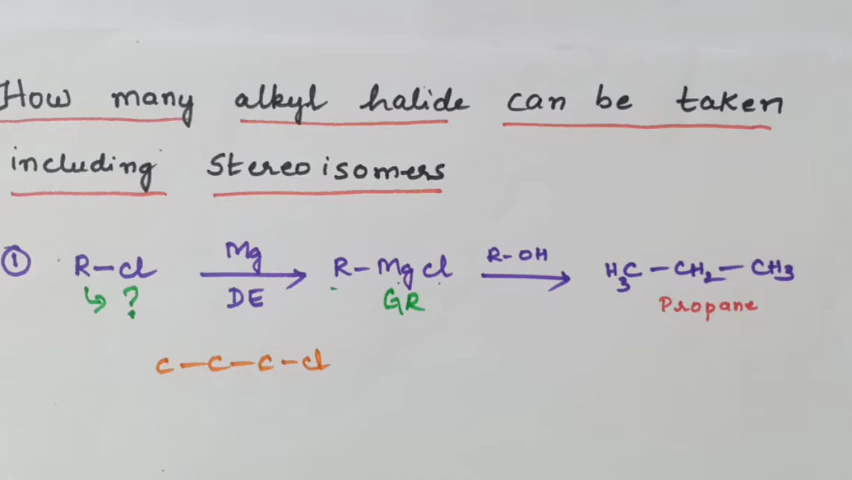 How many alkyl halide can be taken
including Stereoisomers
① R-Cl Mg DE R-MgCl R-OH H3C-CH2-CH3
↳ ? GR Propane
C-C-C-Cl